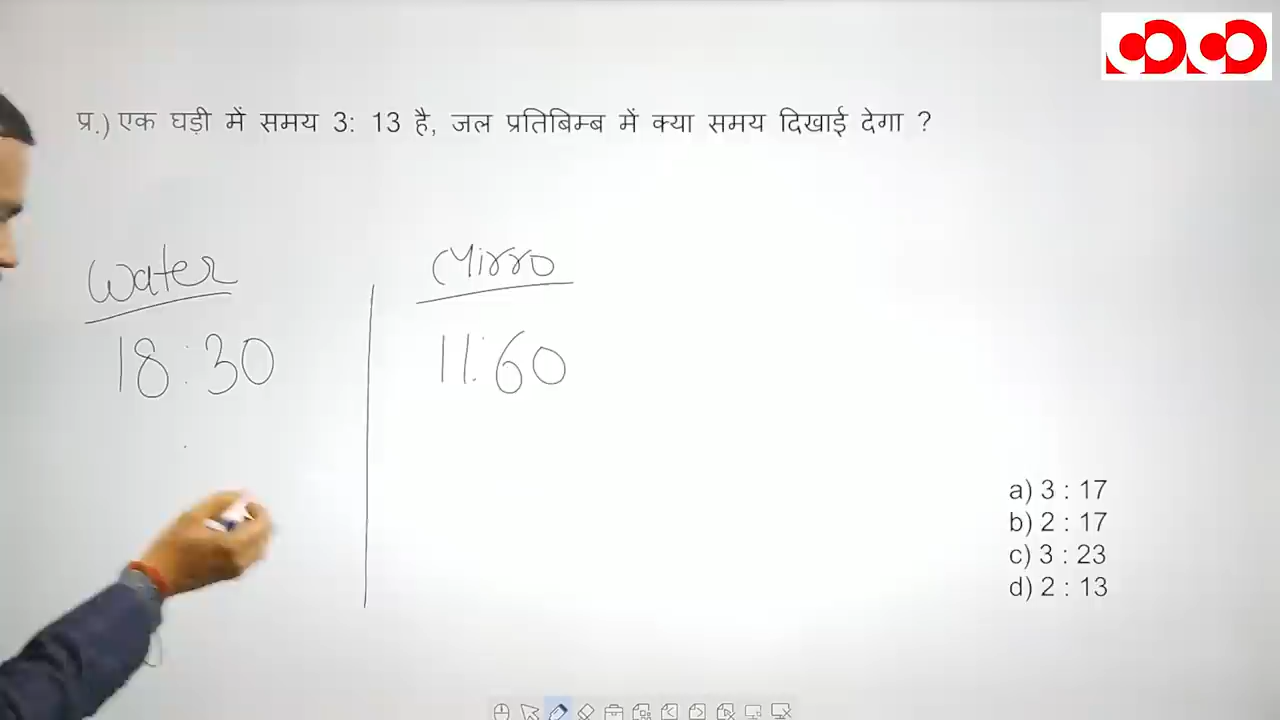 प्र.) एक घड़ी में समय 3: 13 है, जल प्रतिबिम्ब में क्या समय दिखाई देगा ?
Water
18:30
Mirro
11:60
a) 3 : 17
b) 2 : 17
c) 3 : 23
d) 2 : 13